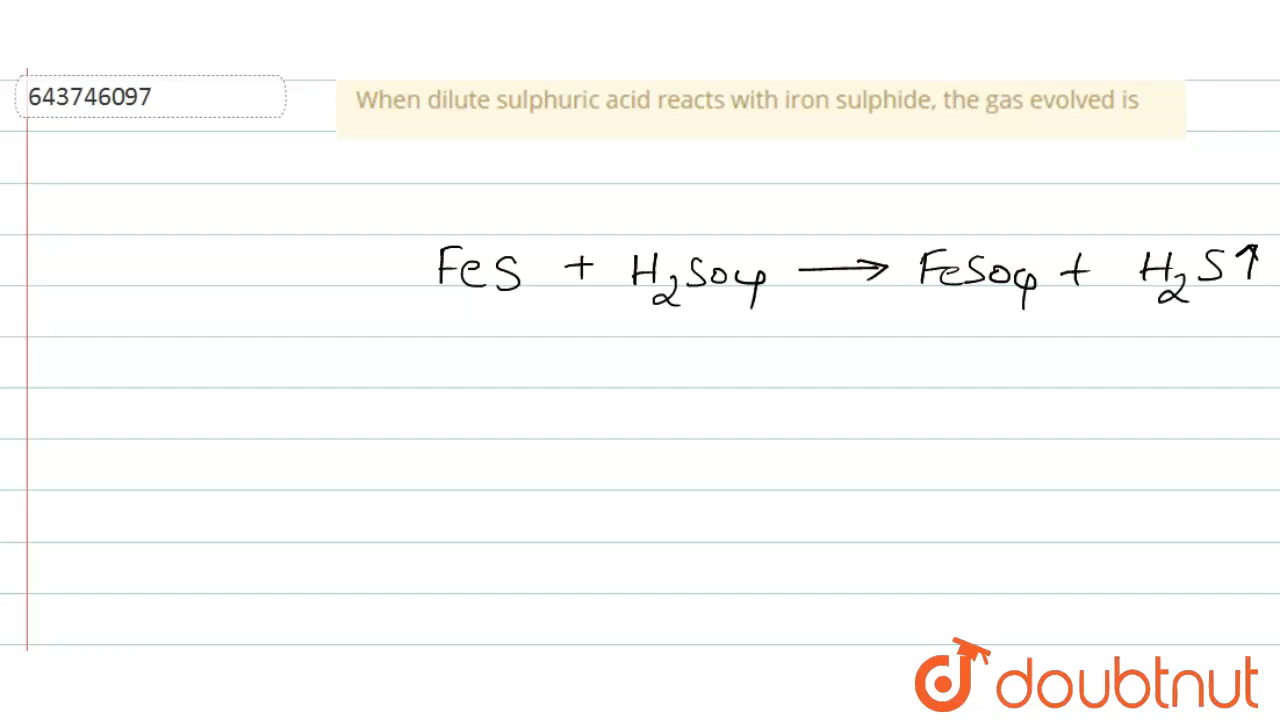 643746097
When dilute sulphuric acid reacts with iron sulphide, the gas evolved is
FeS + H₂SO₄ ⟶ FeSO₄ + H₂S↑
doubtnut